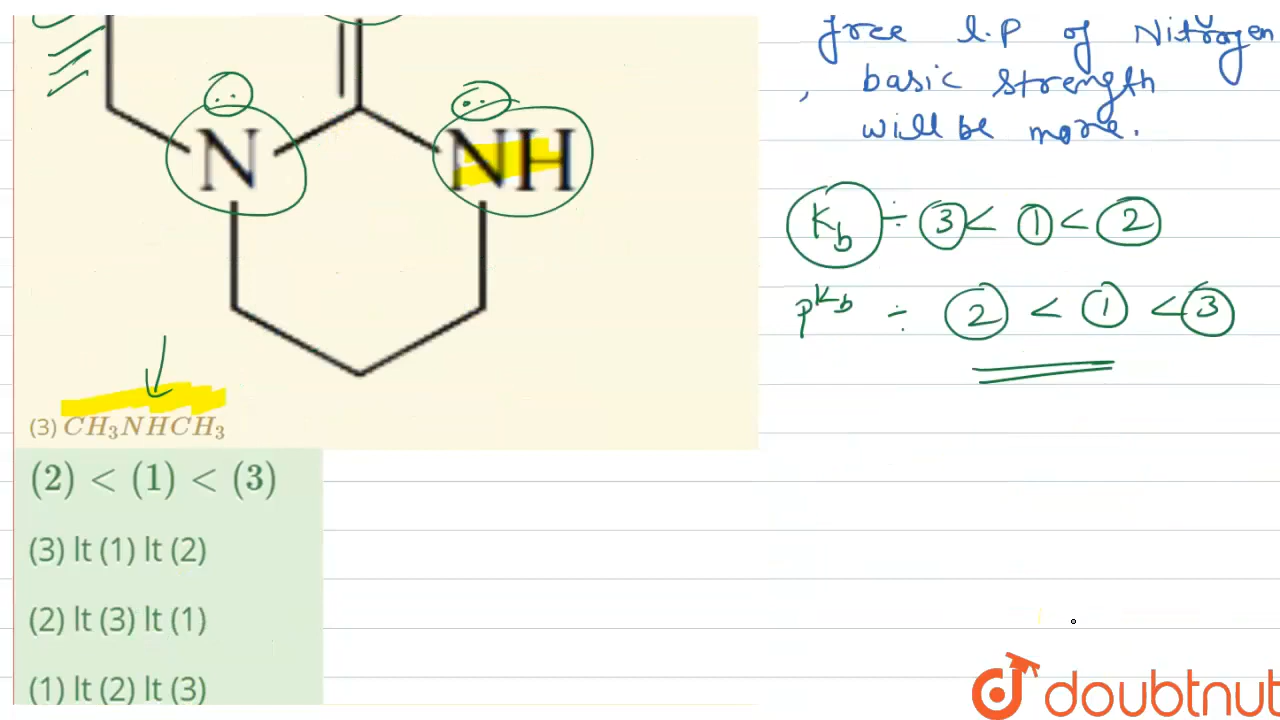 free l.P of Nitrogen
, basic strength
will be more.
N
NH
Kb ÷ 3 < 1 < 2
pKb ÷ 2 < 1 < 3
(3) CH₃NHCH₃
(2) < (1) < (3)
(3) lt (1) lt (2)
(2) lt (3) lt (1)
(1) lt (2) lt (3)
doubtnut